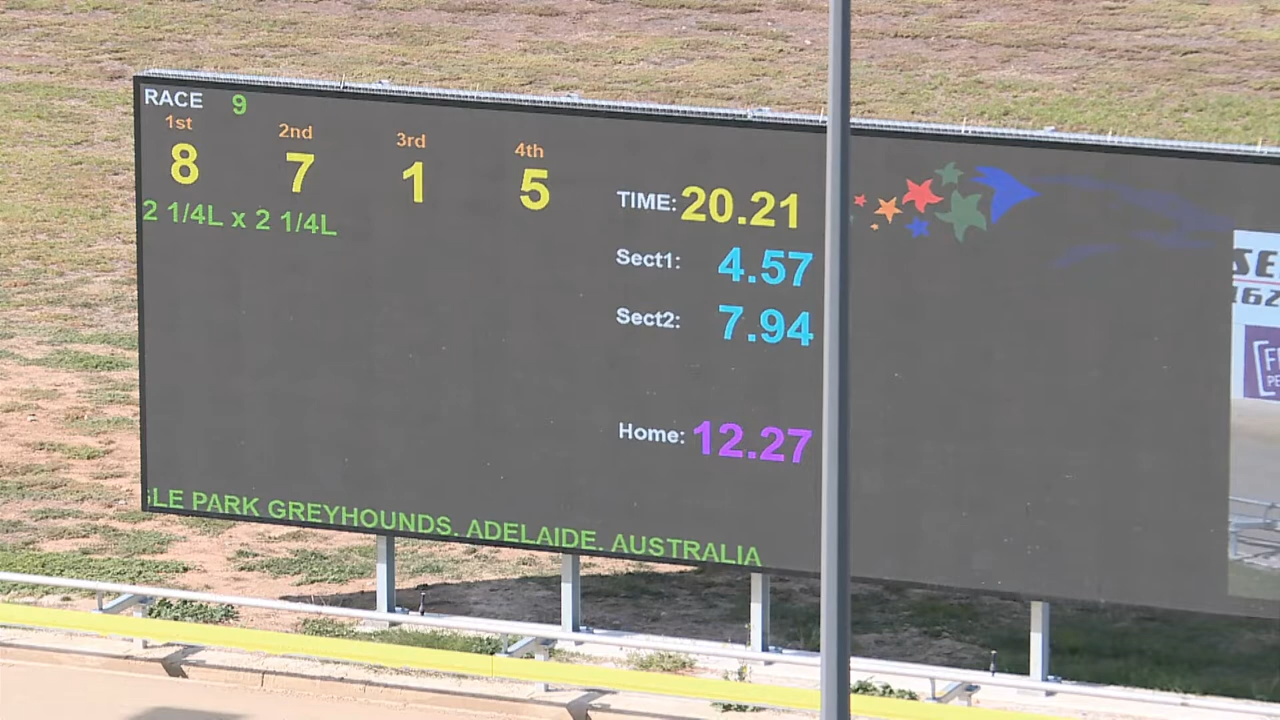 RACE 9
1st 2nd 3rd 4th
8 7 1 5
2 1/4L x 2 1/4L
TIME: 20.21
Sect1: 4.57
Sect2: 7.94
Home: 12.27
LE PARK GREYHOUNDS, ADELAIDE, AUSTRALIA